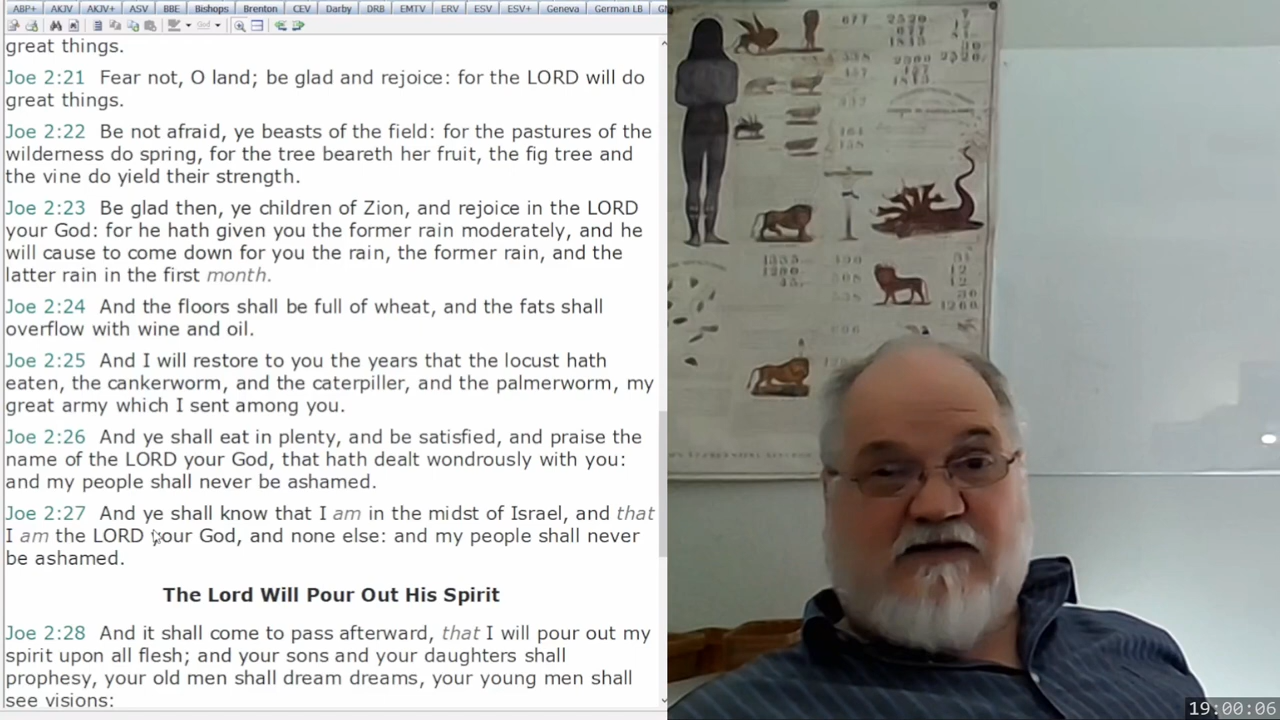 ABP+ AKJV AKJV+ ASV BBE Bishops Brenton CEV Darby DRB EMTV ERV ESV ESV+ Geneva German LB
great things.
Joe 2:21 Fear not, O land; be glad and rejoice: for the LORD will do
great things.
Joe 2:22 Be not afraid, ye beasts of the field: for the pastures of the
wilderness do spring, for the tree beareth her fruit, the fig tree and
the vine do yield their strength.
Joe 2:23 Be glad then, ye children of Zion, and rejoice in the LORD
your God: for he hath given you the former rain moderately, and he
will cause to come down for you the rain, the former rain, and the
latter rain in the first month.
Joe 2:24 And the floors shall be full of wheat, and the fats shall
overflow with wine and oil.
Joe 2:25 And I will restore to you the years that the locust hath
eaten, the cankerworm, and the caterpiller, and the palmerworm, my
great army which I sent among you.
Joe 2:26 And ye shall eat in plenty, and be satisfied, and praise the
name of the LORD your God, that hath dealt wondrously with you:
and my people shall never be ashamed.
Joe 2:27 And ye shall know that I am in the midst of Israel, and that
I am the LORD your God, and none else: and my people shall never
be ashamed.
The Lord Will Pour Out His Spirit
Joe 2:28 And it shall come to pass afterward, that I will pour out my
spirit upon all flesh; and your sons and your daughters shall
prophesy, your old men shall dream dreams, your young men shall
see visions:
677 2520
677
1260
19:00:06